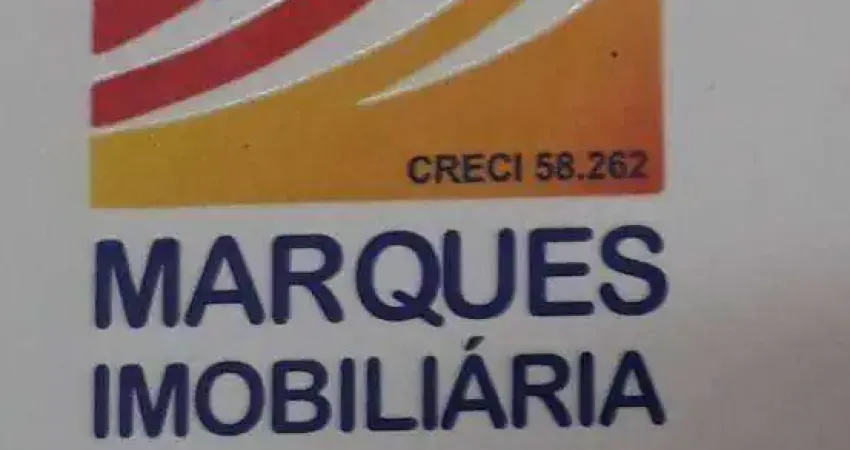 CRECI 58.262
MARQUES
IMOBILIÁRIA